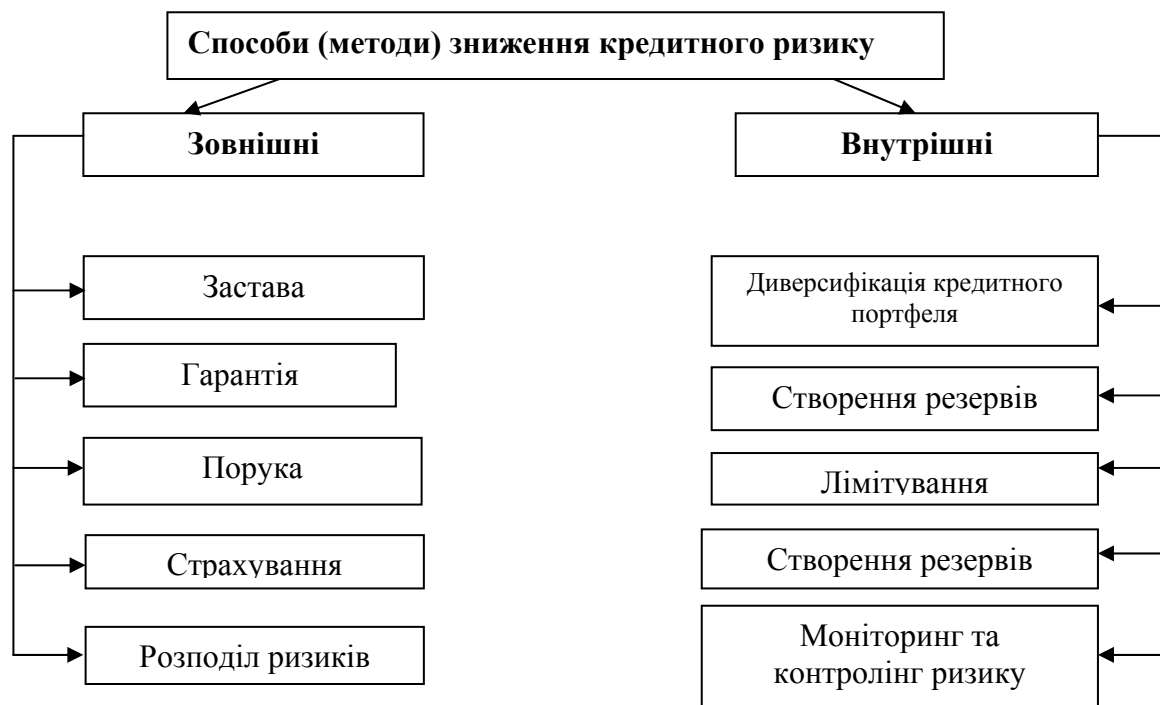 Способи (методи) зниження кредитного ризику
Зовнішні
Внутрішні
Застава
Гарантія
Порука
Страхування
Розподіл ризиків
Диверсифікація кредитного
портфеля
Створення резервів
Лімітування
Створення резервів
Моніторинг та
контролінг ризику